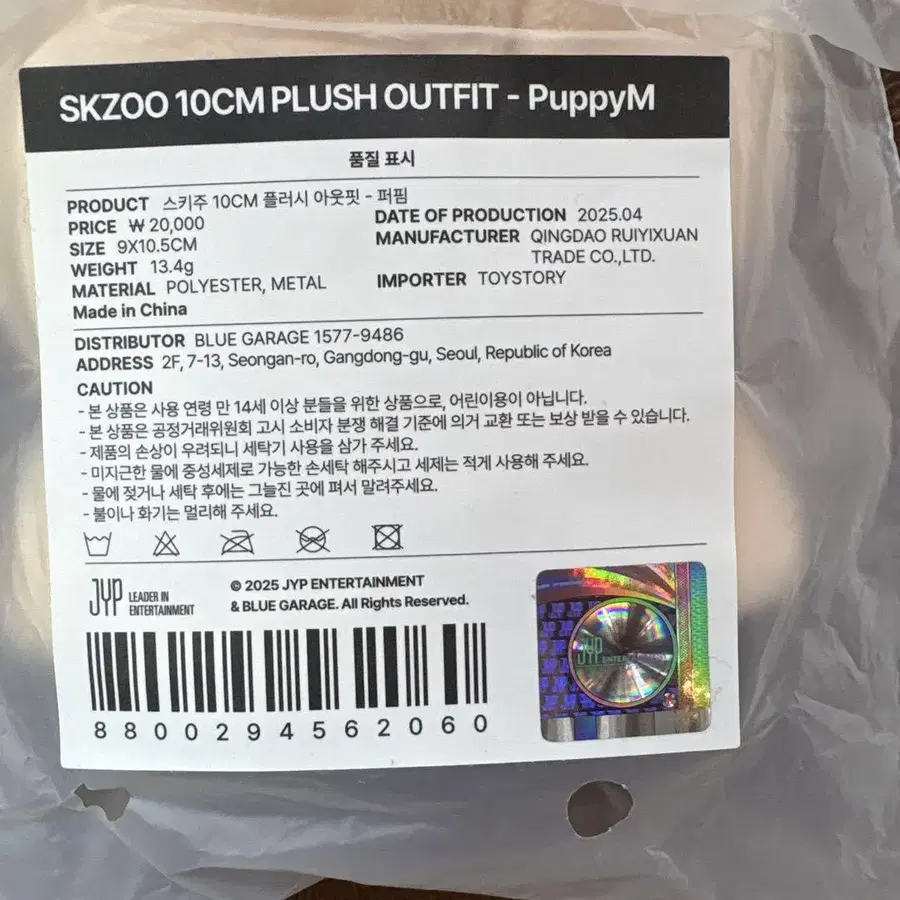 SKZOO 10CM PLUSH OUTFIT - PuppyM
품질 표시
PRODUCT 스키주 10CM 플러시 아웃핏 - 퍼핌
PRICE ₩ 20,000
SIZE 9X10.5CM
WEIGHT 13.4g
MATERIAL POLYESTER, METAL
Made in China
DATE OF PRODUCTION 2025.04
MANUFACTURER QINGDAO RUIYIXUAN
TRADE CO.,LTD.
IMPORTER TOYSTORY
DISTRIBUTOR BLUE GARAGE 1577-9486
ADDRESS 2F, 7-13, Seongan-ro, Gangdong-gu, Seoul, Republic of Korea
CAUTION
- 본 상품은 사용 연령 만 14세 이상 분들을 위한 상품으로, 어린이용이 아닙니다.
- 본 상품은 공정거래위원회 고시 소비자 분쟁 해결 기준에 의거 교환 또는 보상 받을 수 있습니다.
- 제품의 손상이 우려되니 세탁기 사용을 삼가 주세요.
- 미지근한 물에 중성세제로 가능한 손세탁 해주시고 세제는 적게 사용해 주세요.
- 물에 젖거나 세탁 후에는 그늘진 곳에 펴서 말려주세요.
- 불이나 화기는 멀리해 주세요.
JYP LEADER IN
ENTERTAINMENT
© 2025 JYP ENTERTAINMENT
& BLUE GARAGE. All Rights Reserved.
8800294562060
JYP